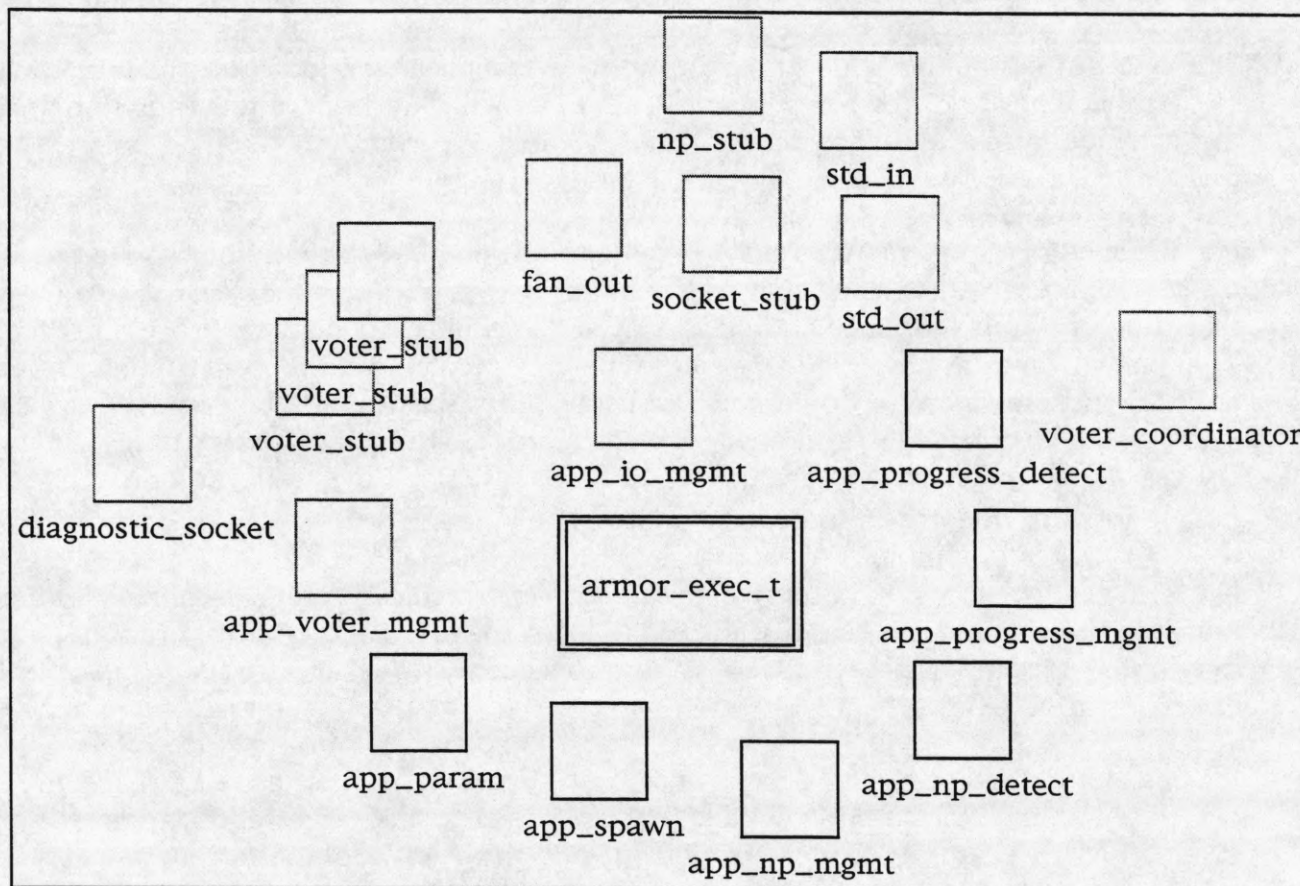 np_stub
std_in
fan_out
socket_stub
std_out
voter_stub
voter_stub
voter_stub
voter_coordinator
app_io_mgmt
app_progress_detect
diagnostic_socket
armor_exec_t
app_voter_mgmt
app_progress_mgmt
app_param
app_np_detect
app_spawn
app_np_mgmt